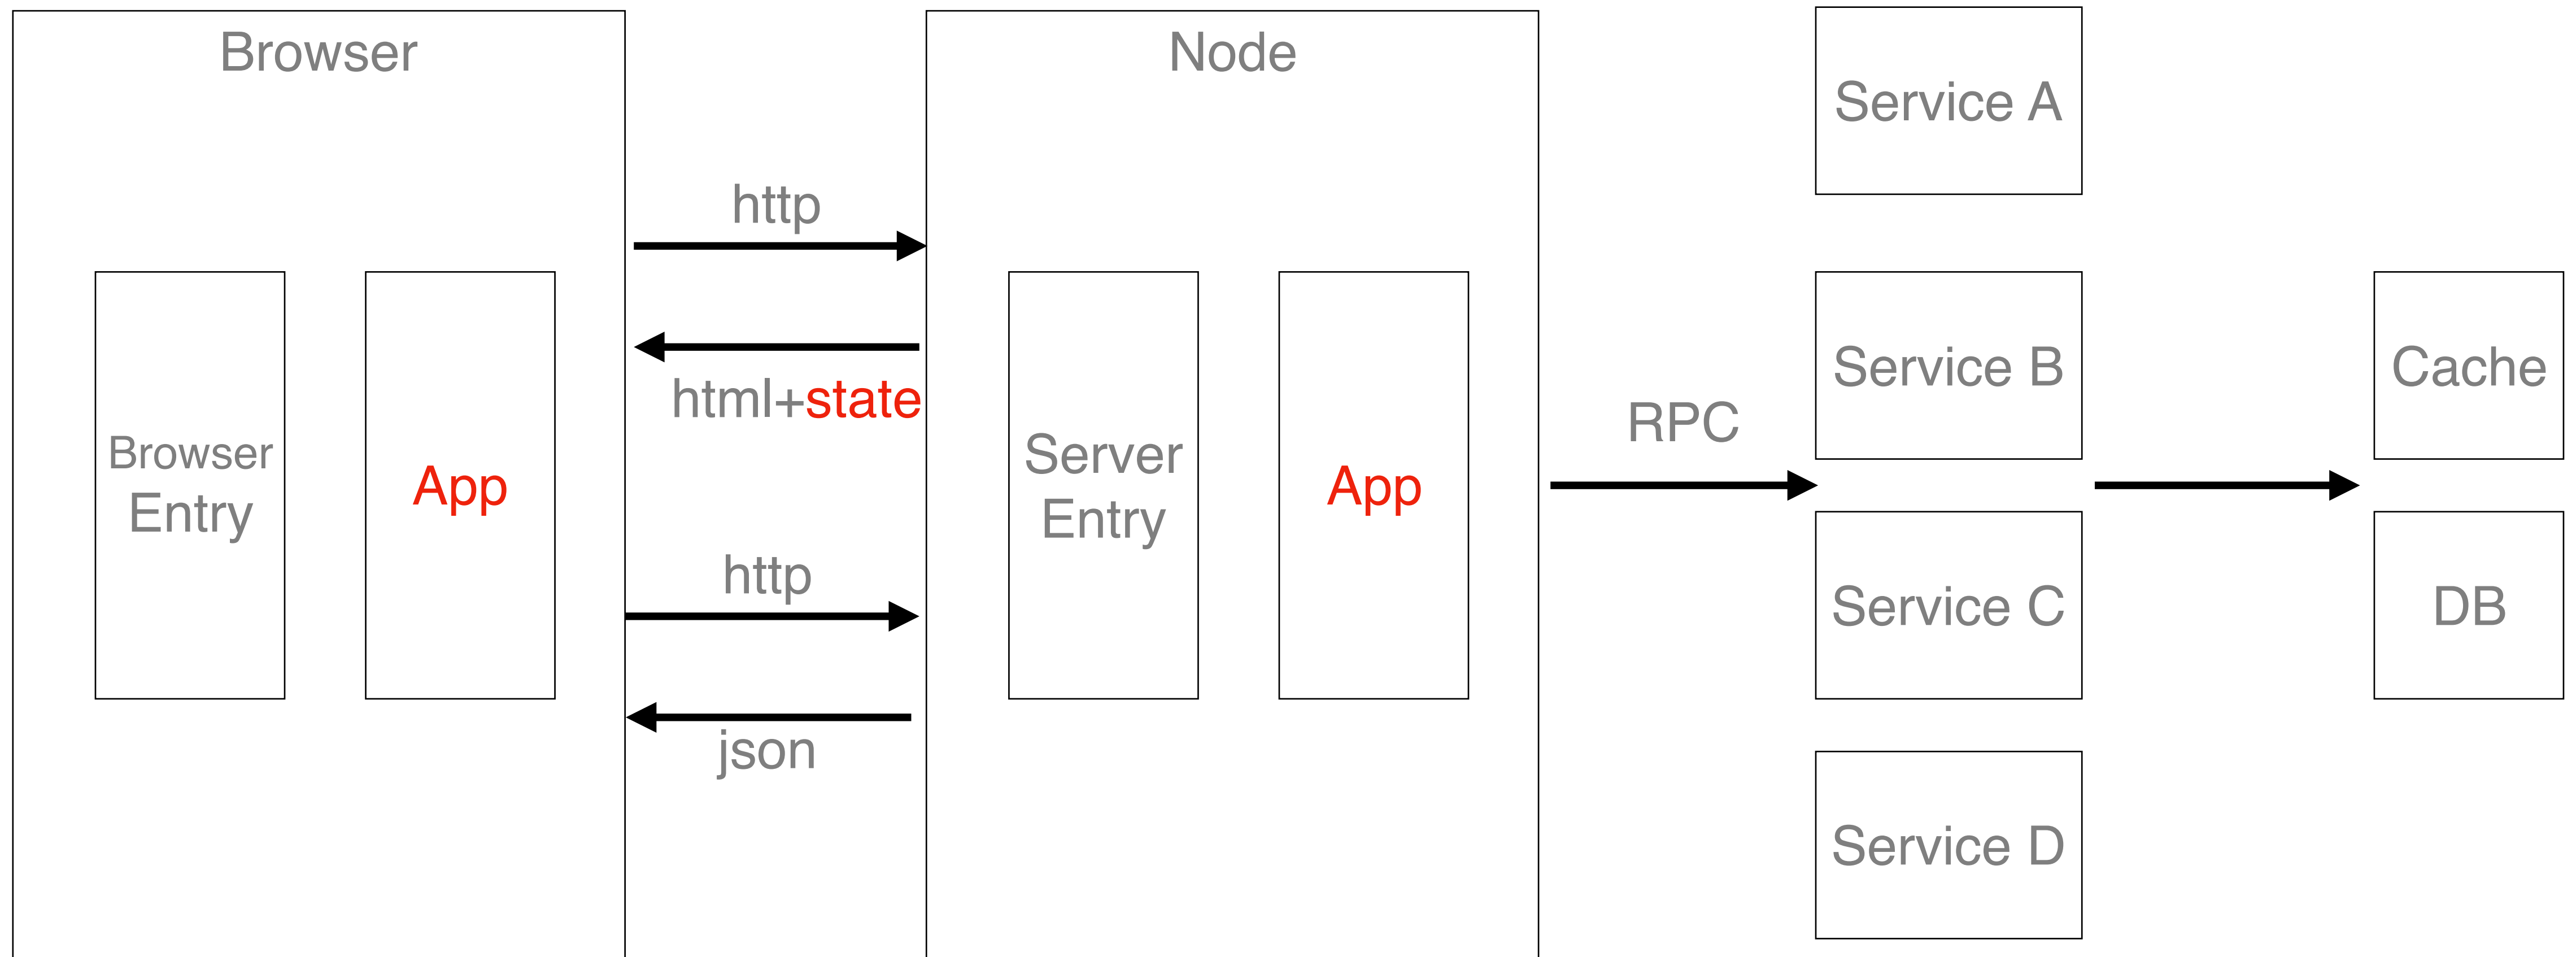 Browser
Browser
Entry
App
http
html+state
http
json
Node
Server
Entry
App
RPC
Service A
Service B
Service C
Service D
Cache
DB